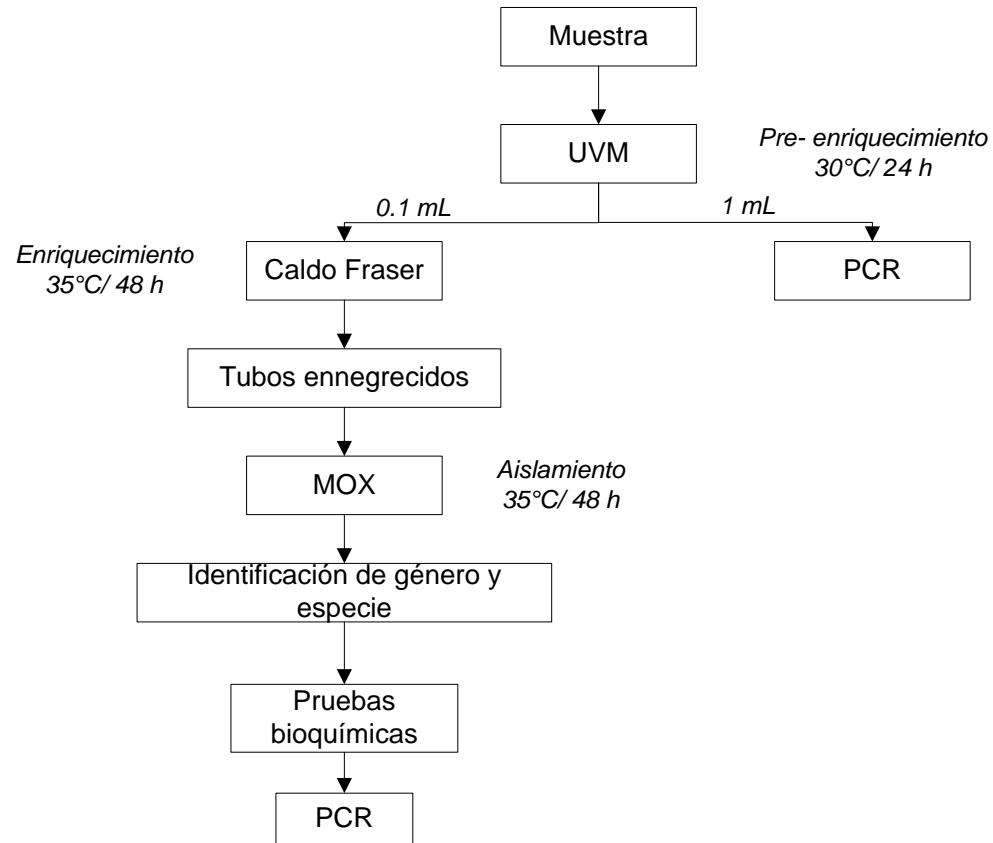 Muestra
UVM
Pre- enriquecimiento
30°C/ 24 h
0.1 mL
1 mL
Enriquecimiento
35°C/ 48 h
Caldo Fraser
PCR
Tubos ennegrecidos
MOX
Aislamiento
35°C/ 48 h
Identificación de género y
especie
Pruebas
bioquímicas
PCR